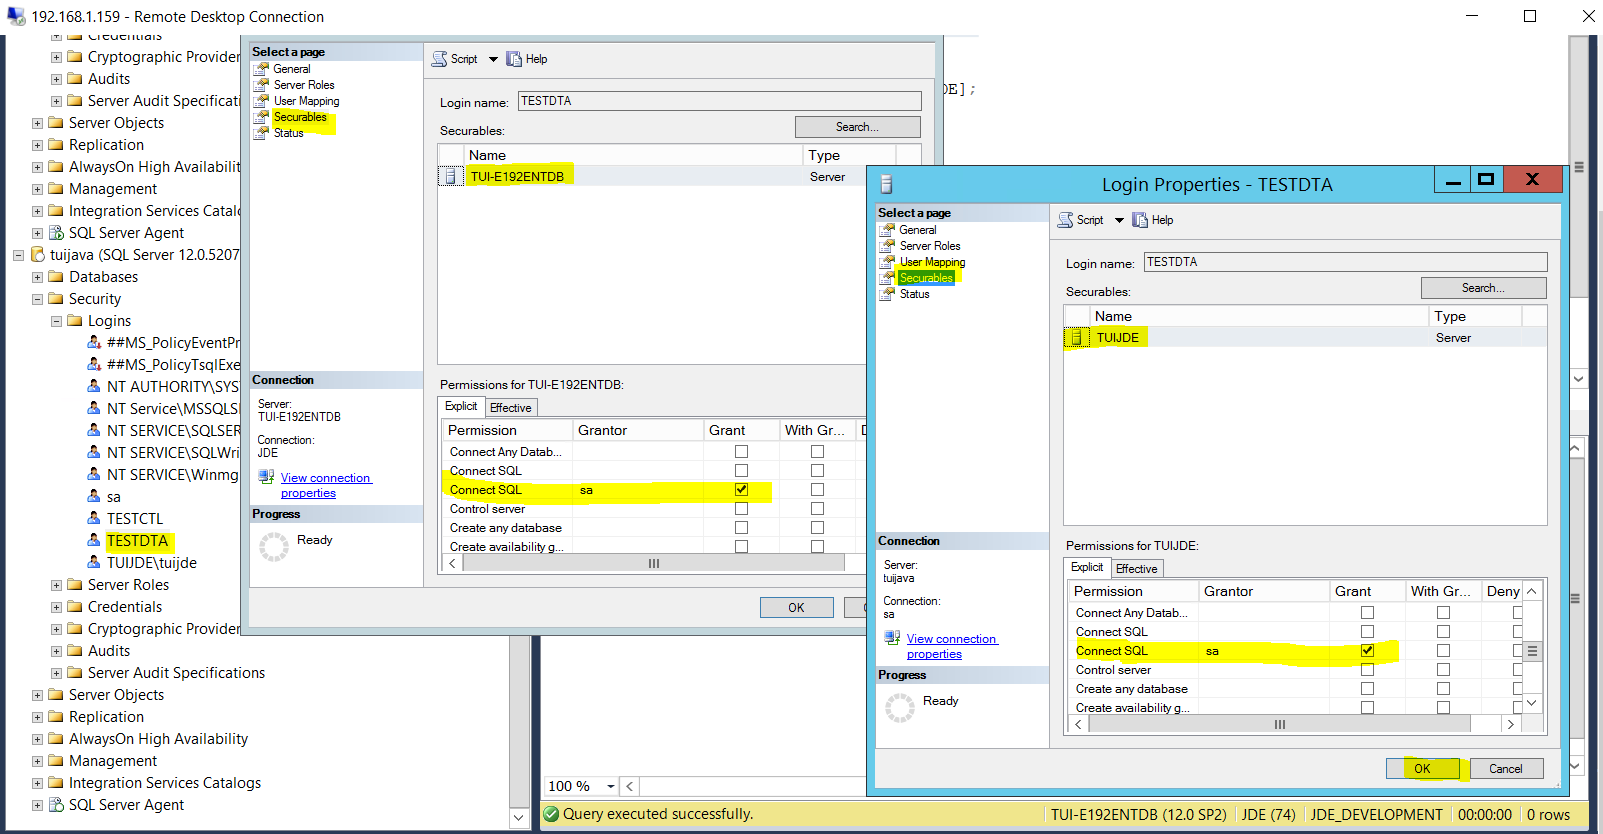 192.168.1.159 - Remote Desktop Connection
Credentials
Cryptographic Provider
Audits
Server Audit Specificati
Server Objects
Replication
AlwaysOn High Availabilit
Management
Integration Services Catalo
SQL Server Agent
tuijava (SQL Server 12.0.5207
Databases
Security
Logins
##MS_PolicyEventPr
##MS_PolicyTsqlExe
NT AUTHORITY\SYS
NT Service\MSSQLS
NT SERVICE\SQLSER
NT SERVICE\SQLWri
NT SERVICE\Winmg
sa
TESTCTL
TESTDTA
TUIJDE\tuijde
Server Roles
Credentials
Cryptographic Provider
Audits
Server Audit Specifications
Server Objects
Replication
AlwaysOn High Availability
Management
Integration Services Catalogs
SQL Server Agent
Select a page
General
Server Roles
User Mapping
Securables
Status
Connection
Server:
TUI-E192ENTDB
Connection:
JDE
View connection
properties
Progress
Ready
Script Help
Login name: TESTDTA
Securables: Search...
Name Type
TUI-E192ENTDB Server
Permissions for TUI-E192ENTDB:
Explicit Effective
Permission Grantor Grant With Gr...
Connect Any Datab...
Connect SQL
Connect SQL sa
Control server
Create any database
Create availability g...
OK
DE];
Login Properties - TESTDTA
Select a page
General
Server Roles
User Mapping
Securables
Status
Connection
Server:
tuijava
Connection:
sa
View connection
properties
Progress
Ready
Script Help
Login name: TESTDTA
Securables: Search...
Name Type
TUIJDE Server
Permissions for TUIJDE:
Explicit Effective
Permission Grantor Grant With Gr... Deny
Connect Any Datab...
Connect SQL
Connect SQL sa
Control server
Create any database
Create availability g...
OK Cancel
100 %
Query executed successfully. TUI-E192ENTDB (12.0 SP2) JDE (74) JDE_DEVELOPMENT 00:00:00 0 rows